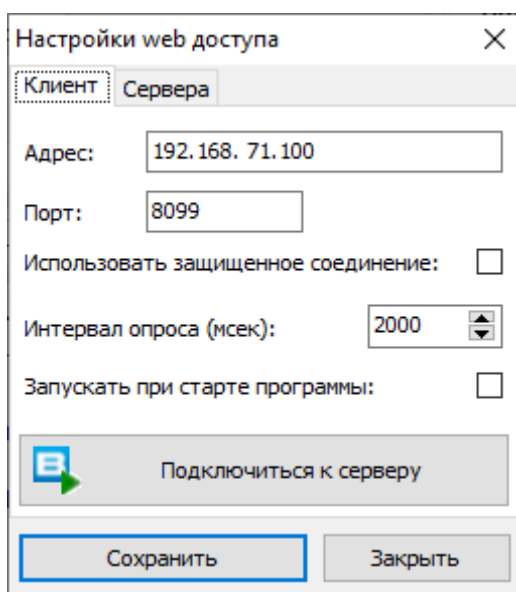 Настройки web доступа
Клиент Сервера
Адрес: 192.168. 71.100
Порт: 8099
Использовать защищенное соединение:
Интервал опроса (мсек): 2000
Запускать при старте программы:
Подключиться к серверу
Сохранить Закрыть